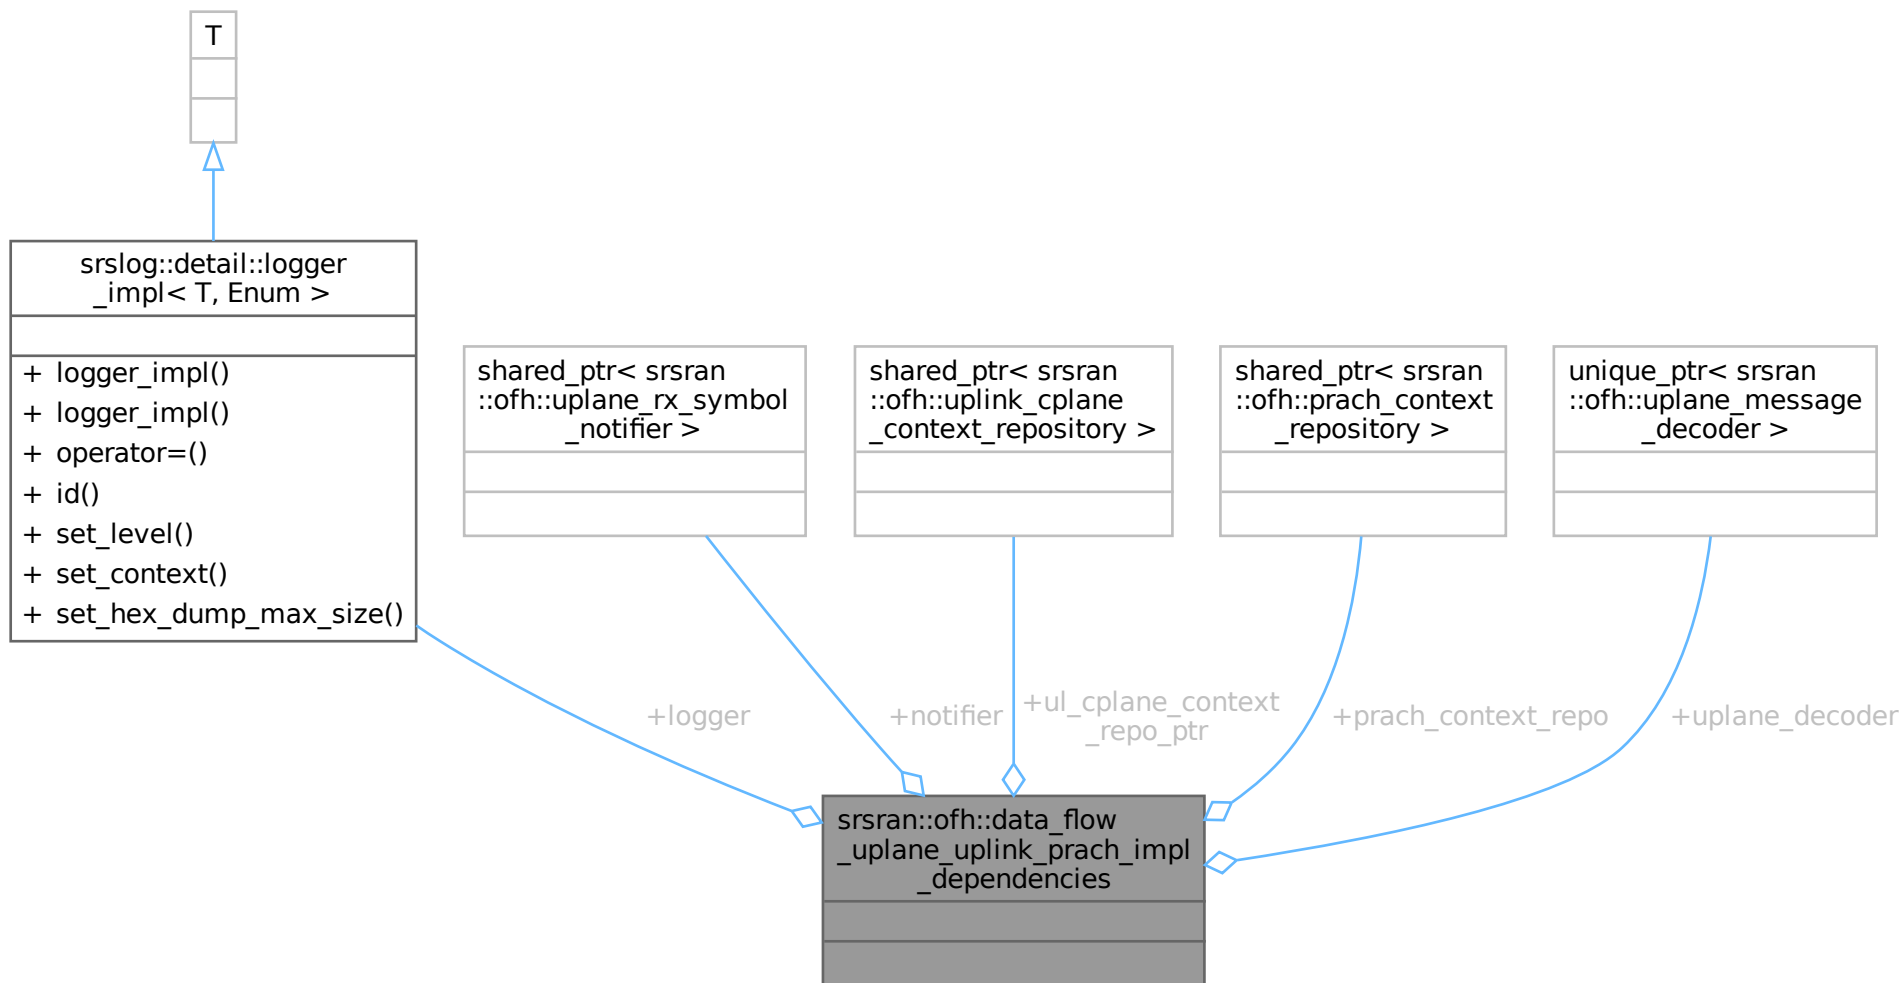 T
srslog::detail::logger
_impl< T, Enum >
+ logger_impl()
+ logger_impl()
+ operator=()
+ id()
+ set_level()
+ set_context()
+ set_hex_dump_max_size()
shared_ptr< srsran
::ofh::uplane_rx_symbol
_notifier >
shared_ptr< srsran
::ofh::uplink_cplane
_context_repository >
shared_ptr< srsran
::ofh::prach_context
_repository >
unique_ptr< srsran
::ofh::uplane_message
_decoder >
+logger
+notifier
+ul_cplane_context
_repo_ptr
+prach_context_repo
+uplane_decoder
srsran::ofh::data_flow
_uplane_uplink_prach_impl
_dependencies